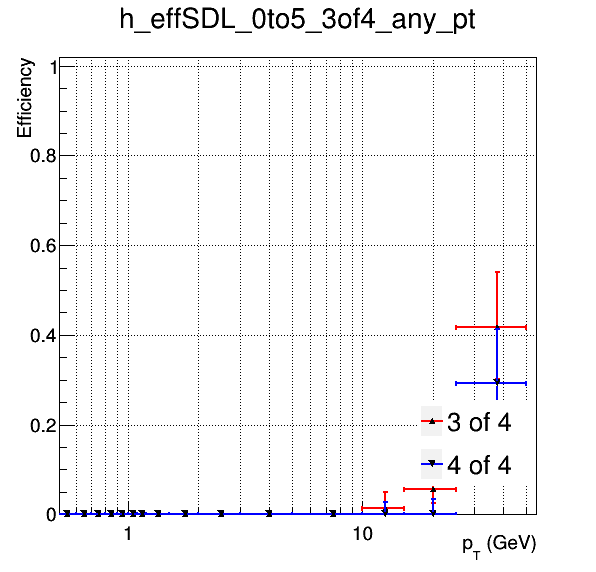 h_effSDL_0to5_3of4_any_pt
Efficiency
1
0.8
0.6
0.4
0.2
0
3 of 4
4 of 4
1
10
p_T (GeV)